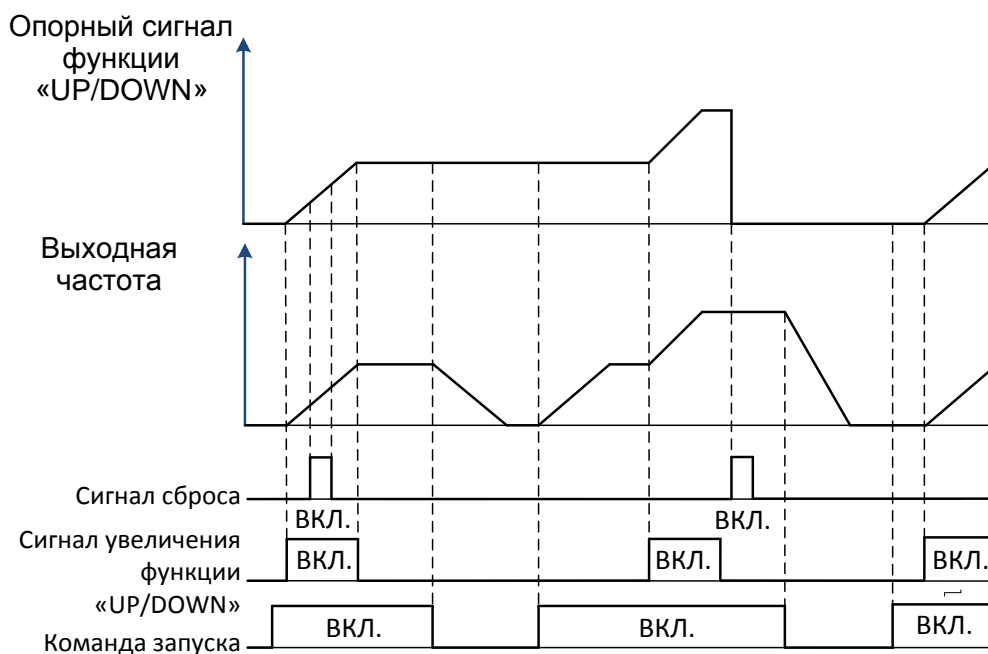 Опорный сигнал
функции
«UP/DOWN»
Выходная
частота
Сигнал сброса
ВКЛ.
ВКЛ.
Сигнал увеличения
функции
«UP/DOWN»
ВКЛ.
ВКЛ.
ВКЛ.
Команда запуска
ВКЛ.
ВКЛ.
ВКЛ.